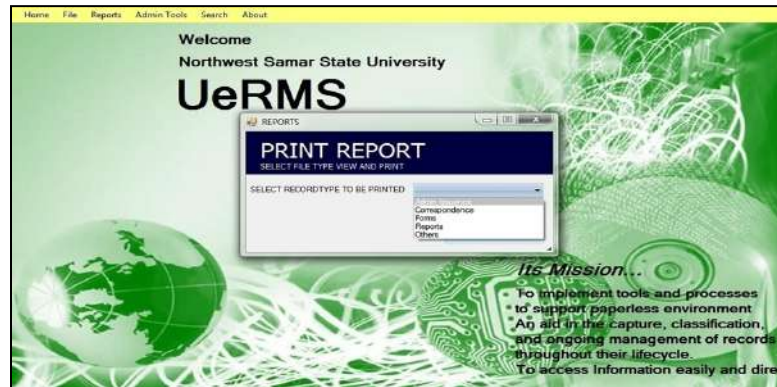 Home File Reports Admin Tools Search About
Welcome
Northwest Samar State University
UeRMS
REPORTS
PRINT REPORT
SELECT FILE TYPE VIEW AND PRINT
SELECT RECORDTYPE TO BE PRINTED
Correspondence
Forms
Reports
Others
Its Mission...
To implement tools and processes
to support paperless environment
An aid in the capture, classification,
and ongoing management of records
throughout their lifecycle.
To access Information easily and dire